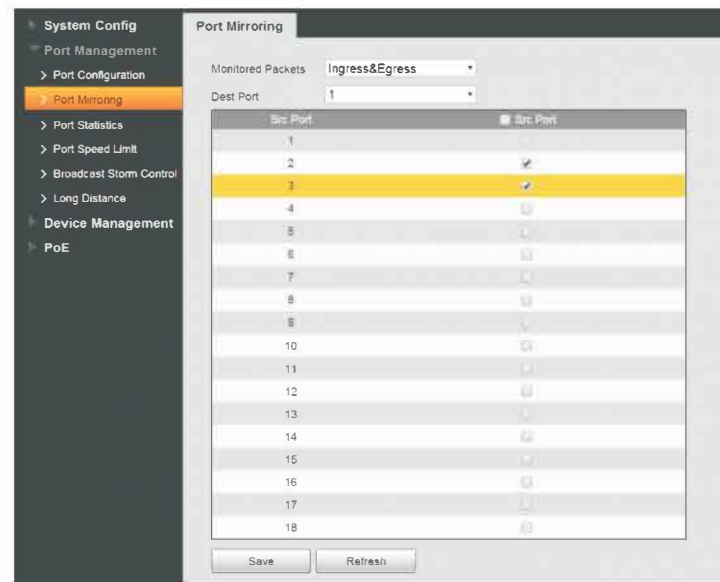 System Config
Port Management
Port Configuration
Port Mirroring
Port Statistics
Port Speed Limit
Broadcast Storm Control
Long Distance
Device Management
PoE
Port Mirroring
Monitored Packets Ingress&Egress
Dest Port 1
Src Port Src Port
1
2
3
4
5
6
7
8
9
10
11
12
13
14
15
16
17
18
Save Refresh